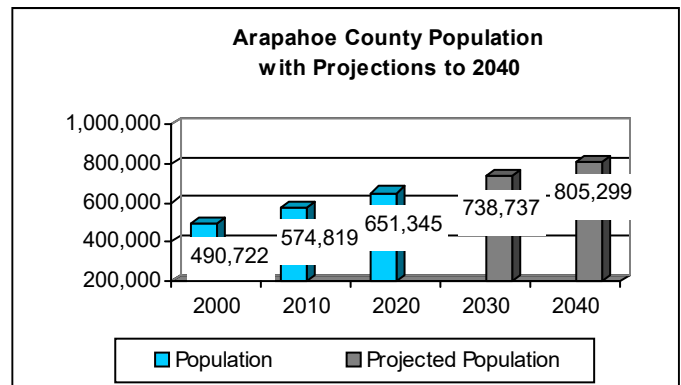 Arapahoe County Population
with Projections to 2040
1,000,000
800,000
600,000
400,000
200,000
490,722
574,819
651,345
738,737
805,299
2000 2010 2020 2030 2040
Population Projected Population